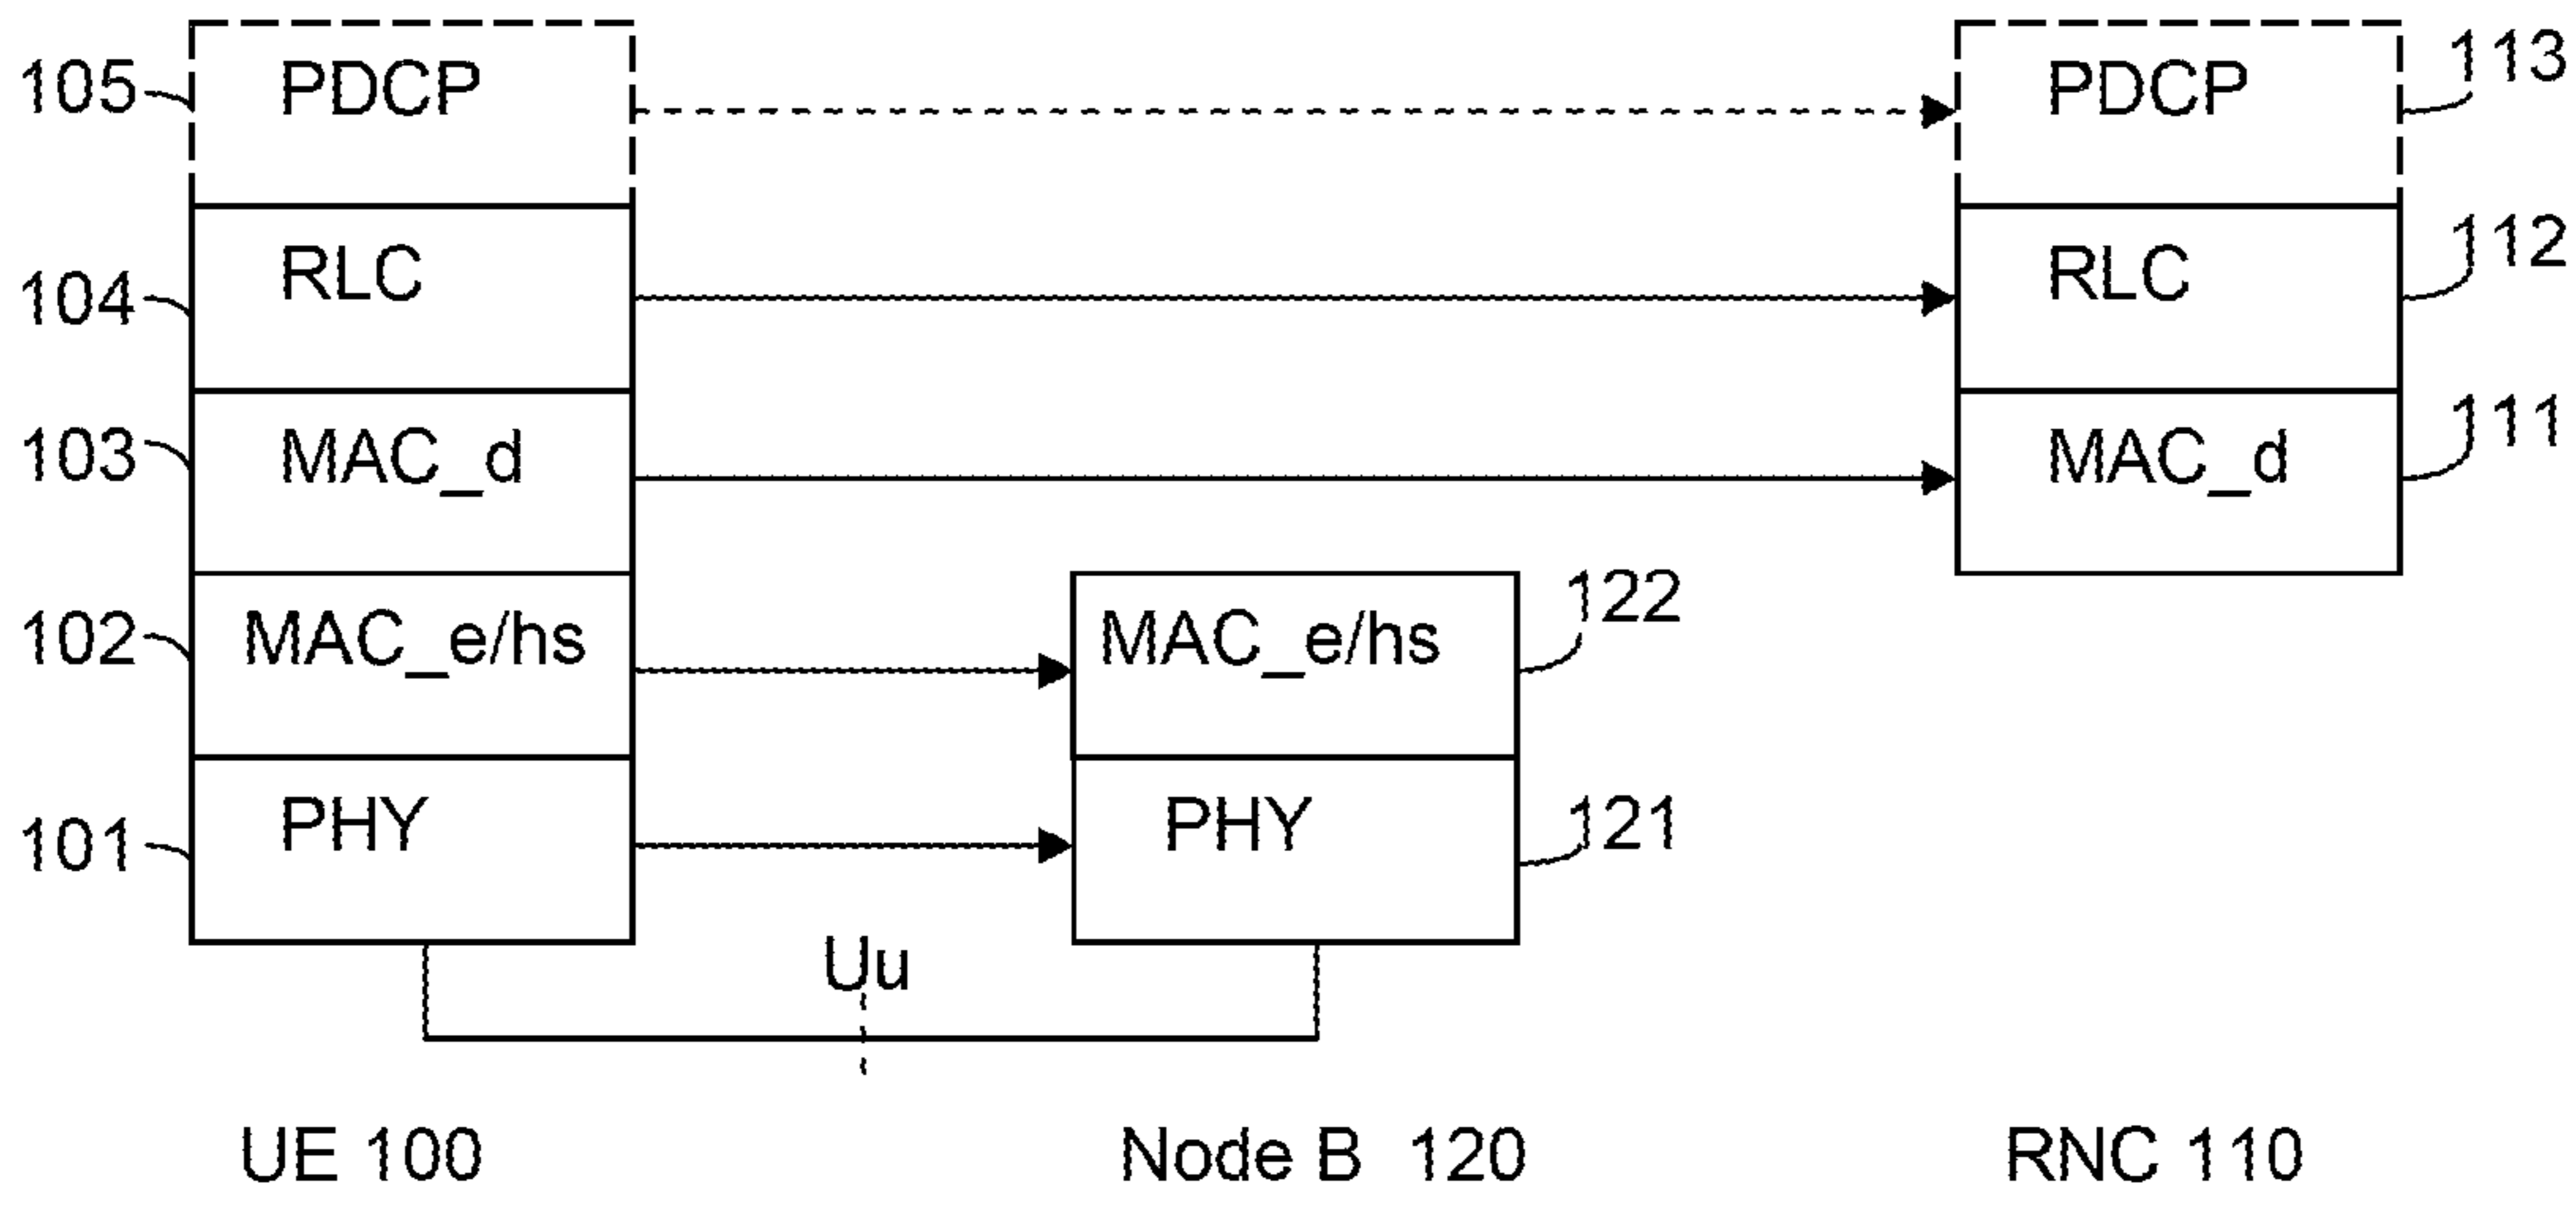 105 PDCP PDCP 113
104 RLC RLC 112
103 MAC_d MAC_d 111
102 MAC_e/hs MAC_e/hs 122
101 PHY PHY 121
Uu
UE 100 Node B 120 RNC 110